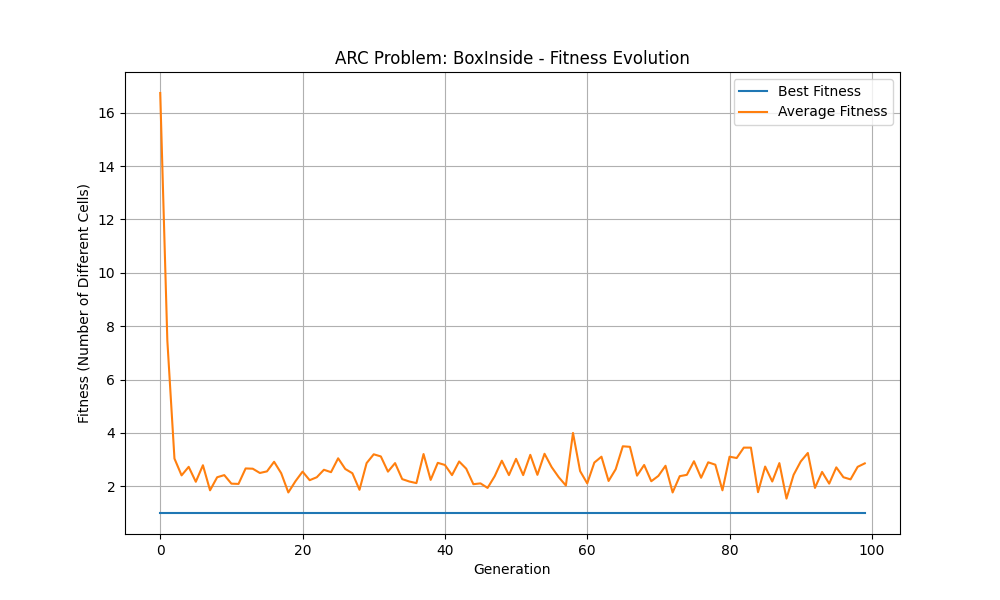 ARC Problem: BoxInside - Fitness Evolution
Best Fitness
Average Fitness
Fitness (Number of Different Cells)
16
14
12
10
8
6
4
2
0
20
40
60
80
100
Generation